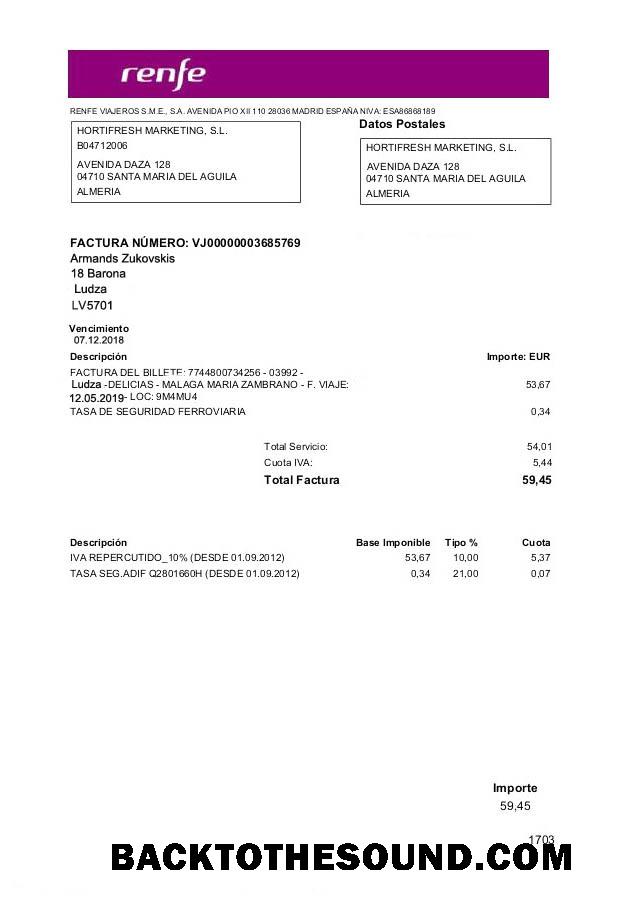 renfe
RENFE VIAJEROS S.M.E., S.A. AVENIDA PIO XII 110 28036 MADRID ESPAÑA NIVA: ESA86868189
HORTIFRESH MARKETING, S.L.
B04712006
AVENIDA DAZA 128
04710 SANTA MARIA DEL AGUILA
ALMERIA
Datos Postales
HORTIFRESH MARKETING, S.L.
AVENIDA DAZA 128
04710 SANTA MARIA DEL AGUILA
ALMERIA
FACTURA NÚMERO: VJ00000003685769
Armands Zukovskis
18 Barona
Ludza
LV5701
Vencimiento
07.12.2018
Descripción Importe: EUR
FACTURA DEL BILLETE: 7744800734256 - 03992 -
Ludza -DELICIAS - MALAGA MARIA ZAMBRANO - F. VIAJE: 53,67
12.05.2019- LOC: 9M4MU4
TASA DE SEGURIDAD FERROVIARIA 0,34
Total Servicio: 54,01
Cuota IVA: 5,44
Total Factura 59,45
Descripción Base Imponible Tipo % Cuota
IVA REPERCUTIDO_10% (DESDE 01.09.2012) 53,67 10,00 5,37
TASA SEG.ADIF Q2801660H (DESDE 01.09.2012) 0,34 21,00 0,07
Importe
59,45
1703
BACKTOTHESOUND.COM